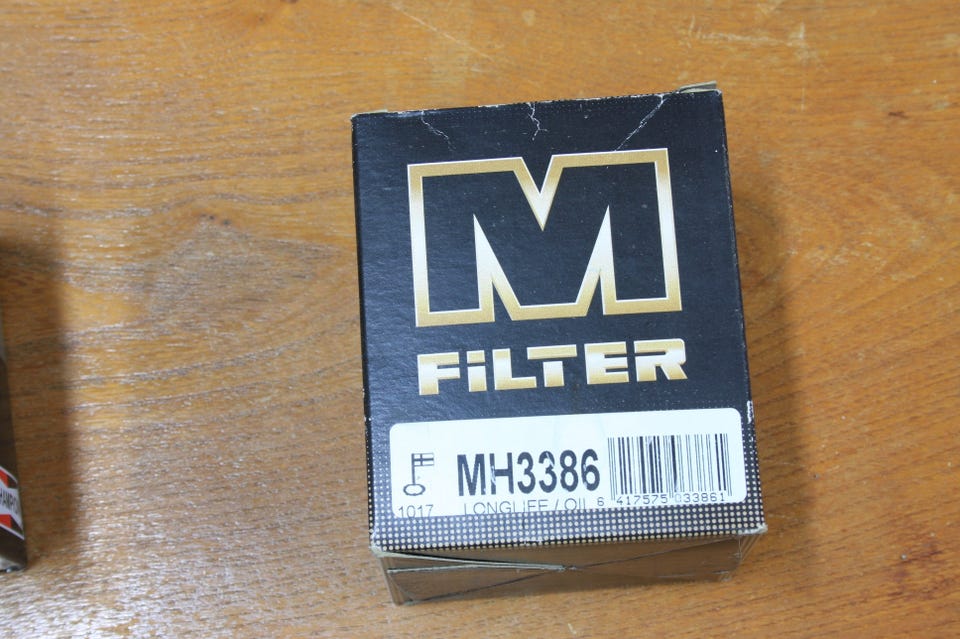 M
FiLTER
MH3386
1017
LONGLIFE / OIL
6 417575 033861